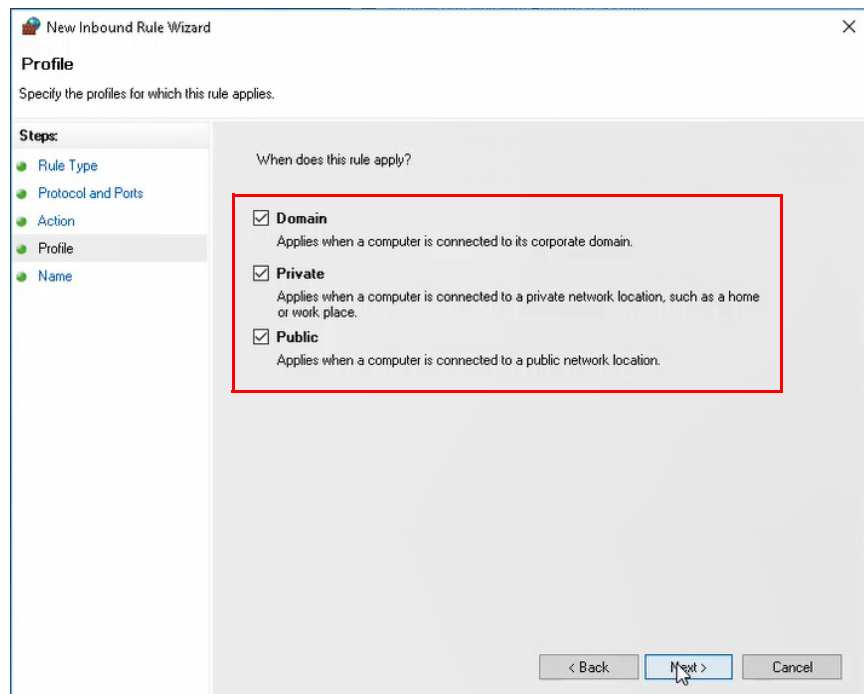 New Inbound Rule Wizard
Profile
Specify the profiles for which this rule applies.
Steps:
Rule Type
Protocol and Ports
Action
Profile
Name
When does this rule apply?
Domain
Applies when a computer is connected to its corporate domain.
Private
Applies when a computer is connected to a private network location, such as a home
or work place.
Public
Applies when a computer is connected to a public network location.
< Back
Next >
Cancel